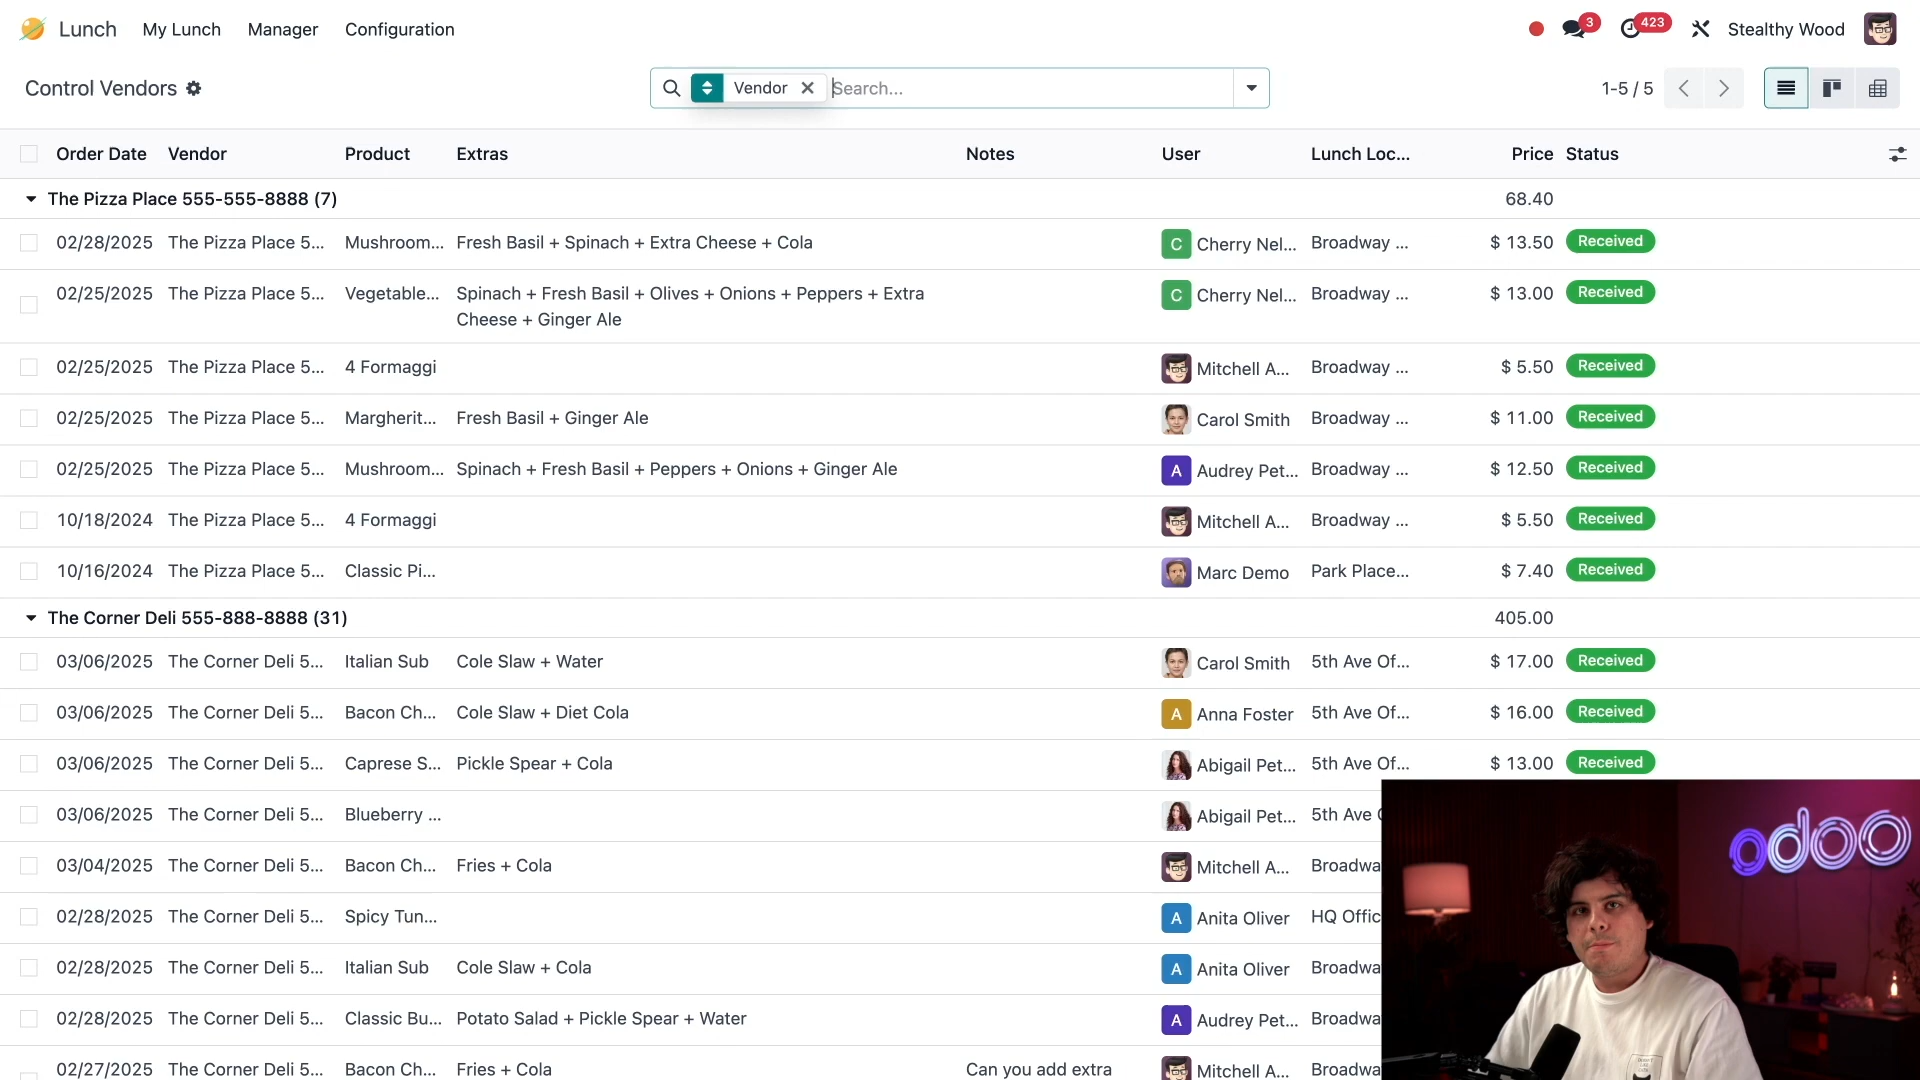 Lunch My Lunch Manager Configuration 3 423 Stealthy Wood
Control Vendors Vendor Search... 1-5 / 5
Order Date Vendor Product Extras Notes User Lunch Loc... Price Status
The Pizza Place 555-555-8888 (7) 68.40
02/28/2025 The Pizza Place 5... Mushroom... Fresh Basil + Spinach + Extra Cheese + Cola C Cherry Nel... Broadway ... $ 13.50 Received
02/25/2025 The Pizza Place 5... Vegetable... Spinach + Fresh Basil + Olives + Onions + Peppers + Extra C Cherry Nel... Broadway ... $ 13.00 Received
Cheese + Ginger Ale
02/25/2025 The Pizza Place 5... 4 Formaggi Mitchell A... Broadway ... $ 5.50 Received
02/25/2025 The Pizza Place 5... Margherit... Fresh Basil + Ginger Ale Carol Smith Broadway ... $ 11.00 Received
02/25/2025 The Pizza Place 5... Mushroom... Spinach + Fresh Basil + Peppers + Onions + Ginger Ale A Audrey Pet... Broadway ... $ 12.50 Received
10/18/2024 The Pizza Place 5... 4 Formaggi Mitchell A... Broadway ... $ 5.50 Received
10/16/2024 The Pizza Place 5... Classic Pi... Marc Demo Park Place... $ 7.40 Received
The Corner Deli 555-888-8888 (31) 405.00
03/06/2025 The Corner Deli 5... Italian Sub Cole Slaw + Water Carol Smith 5th Ave Of... $ 17.00 Received
03/06/2025 The Corner Deli 5... Bacon Ch... Cole Slaw + Diet Cola A Anna Foster 5th Ave Of... $ 16.00 Received
03/06/2025 The Corner Deli 5... Caprese S... Pickle Spear + Cola Abigail Pet... 5th Ave Of... $ 13.00 Received
03/06/2025 The Corner Deli 5... Blueberry ... Abigail Pet... 5th Ave
03/04/2025 The Corner Deli 5... Bacon Ch... Fries + Cola Mitchell A... Broadwa
02/28/2025 The Corner Deli 5... Spicy Tun... A Anita Oliver HQ Offic
02/28/2025 The Corner Deli 5... Italian Sub Cole Slaw + Cola A Anita Oliver Broadwa
02/28/2025 The Corner Deli 5... Classic Bu... Potato Salad + Pickle Spear + Water A Audrey Pet... Broadwa
02/27/2025 The Corner Deli 5... Bacon Ch... Fries + Cola Can you add extra Mitchell A... Broadwa
odoo